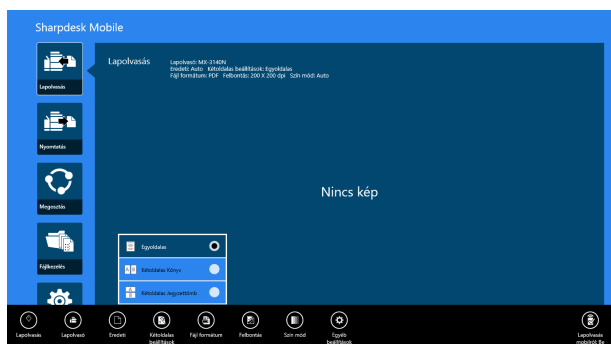 Sharpdesk Mobile
Lapolvasás
Nyomtatás
Megosztás
Fájlkezelés
Lapolvasás
Lapolvasó: MX-3140N
Eredeti: Auto Kétoldalas beállítások: Egyoldalas
Fájl formátum: PDF Felbontás: 200 X 200 dpi Szín mód: Auto
Nincs kép
Egyoldalas
Kétoldalas Könyv
Kétoldalas Jegyzettömb
Lapolvasás
Lapolvasó
Eredeti
Kétoldalas
beállítások
Fájl formátum
Felbontás
Szín mód
Egyéb
beállítások
Lapolvasás
mobilról Be